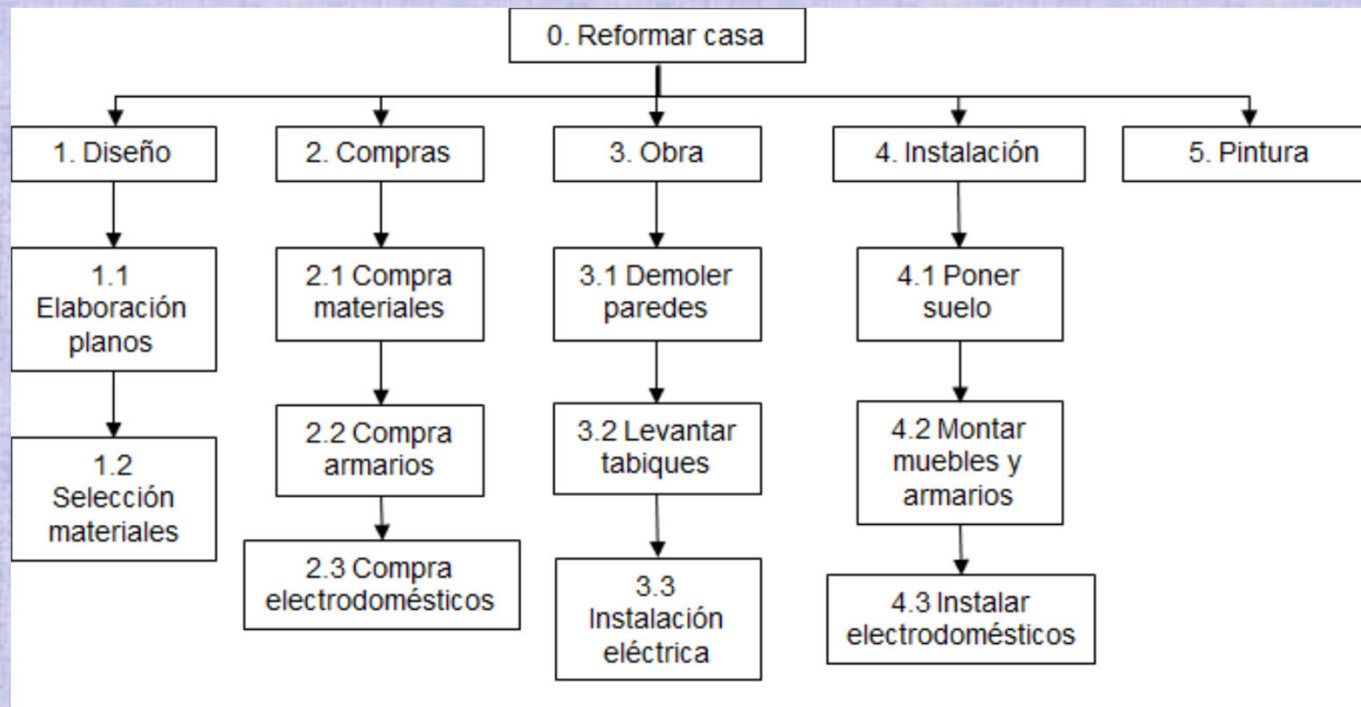 0. Reformar casa
1. Diseño
2. Compras
3. Obra
4. Instalación
5. Pintura
1.1
Elaboración
planos
2.1 Compra
materiales
3.1 Demoler
paredes
4.1 Poner
suelo
1.2
Selección
materiales
2.2 Compra
armarios
3.2 Levantar
tabiques
4.2 Montar
muebles y
armarios
2.3 Compra
electrodomésticos
3.3
Instalación
eléctrica
4.3 Instalar
electrodomésticos